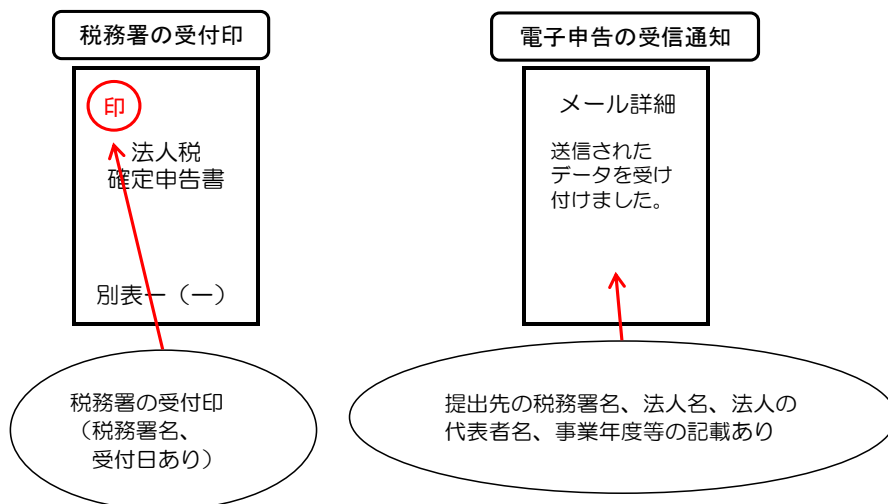 税務署の受付印
印
法人税
確定申告書
別表一（一）
税務署の受付印
（税務署名、
受付日あり）
電子申告の受信通知
メール詳細
送信された
データを受け
付けました。
提出先の税務署名、法人名、法人の
代表者名、事業年度等の記載あり